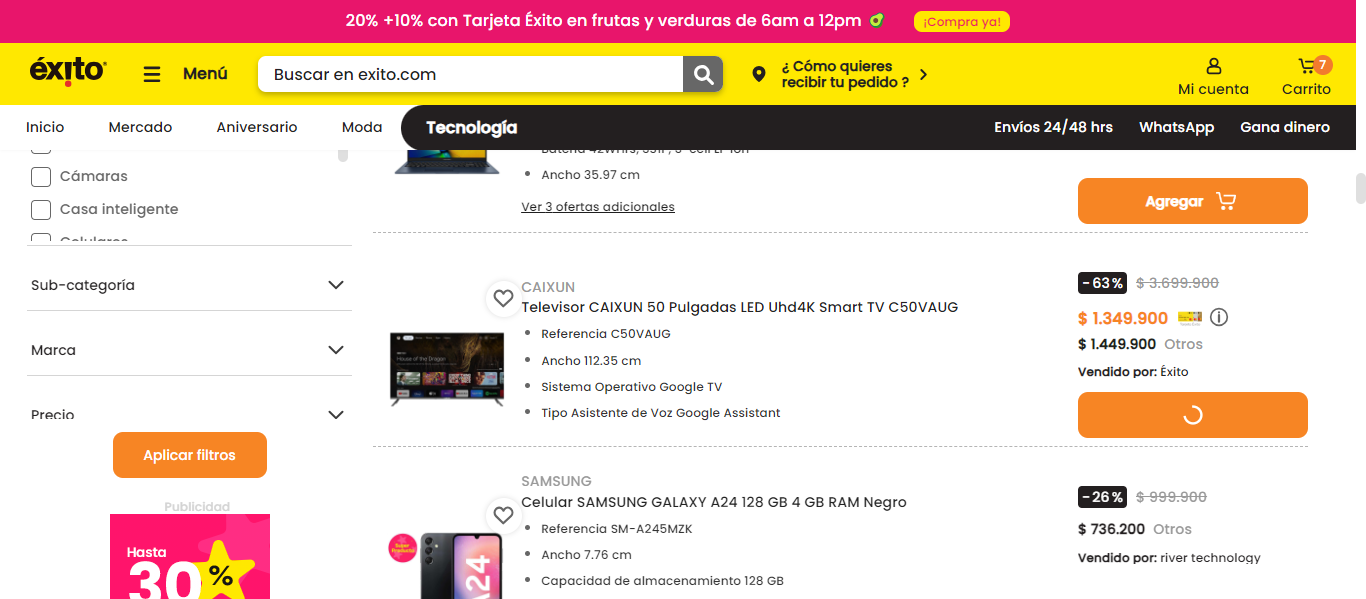 20% +10% con Tarjeta Éxito en frutas y verduras de 6am a 12pm
¡Compra ya!
éxito
Menú
Buscar en exito.com
¿ Cómo quieres
recibir tu pedido ?
Mi cuenta
7
Carrito
Inicio
Mercado
Aniversario
Moda
Tecnología
Envíos 24/48 hrs
WhatsApp
Gana dinero
Cámaras
Casa inteligente
Celulares
Sub-categoría
Marca
Precio
Aplicar filtros
Publicidad
Hasta
30%
Ancho 35.97 cm
Ver 3 ofertas adicionales
Agregar
CAIXUN
Televisor CAIXUN 50 Pulgadas LED Uhd4K Smart TV C50VAUG
Referencia C50VAUG
Ancho 112.35 cm
Sistema Operativo Google TV
Tipo Asistente de Voz Google Assistant
House of the Dragon
-63%
$ 3.699.900
$ 1.349.900
$ 1.449.900 Otros
Vendido por: Éxito
SAMSUNG
Celular SAMSUNG GALAXY A24 128 GB 4 GB RAM Negro
Referencia SM-A245MZK
Ancho 7.76 cm
Capacidad de almacenamiento 128 GB
Super
Producto
A24
-26%
$ 999.900
$ 736.200 Otros
Vendido por: river technology